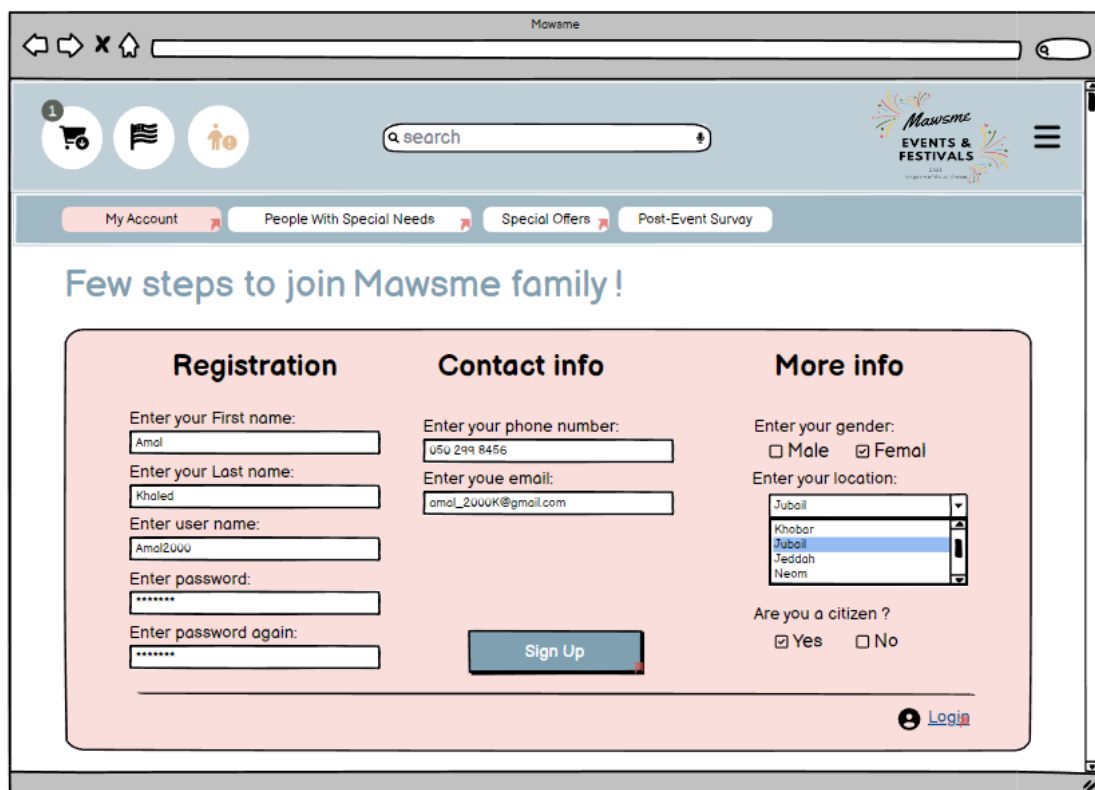 Mawsme
1
search
Mawsme
EVENTS &
FESTIVALS
My Account
People With Special Needs
Special Offers
Post-Event Survay
Few steps to join Mawsme family !
Registration
Enter your First name:
Amal
Enter your Last name:
Khaled
Enter user name:
Amal2000
Enter password:
*******
Enter password again:
*******
Contact info
Enter your phone number:
050 299 8456
Enter youe email:
amal_2000K@gmail.com
Sign Up
More info
Enter your gender:
Male Femal
Enter your location:
Jubail
Khobar
Jubail
Jeddah
Neom
Are you a citizen ?
Yes No
Login